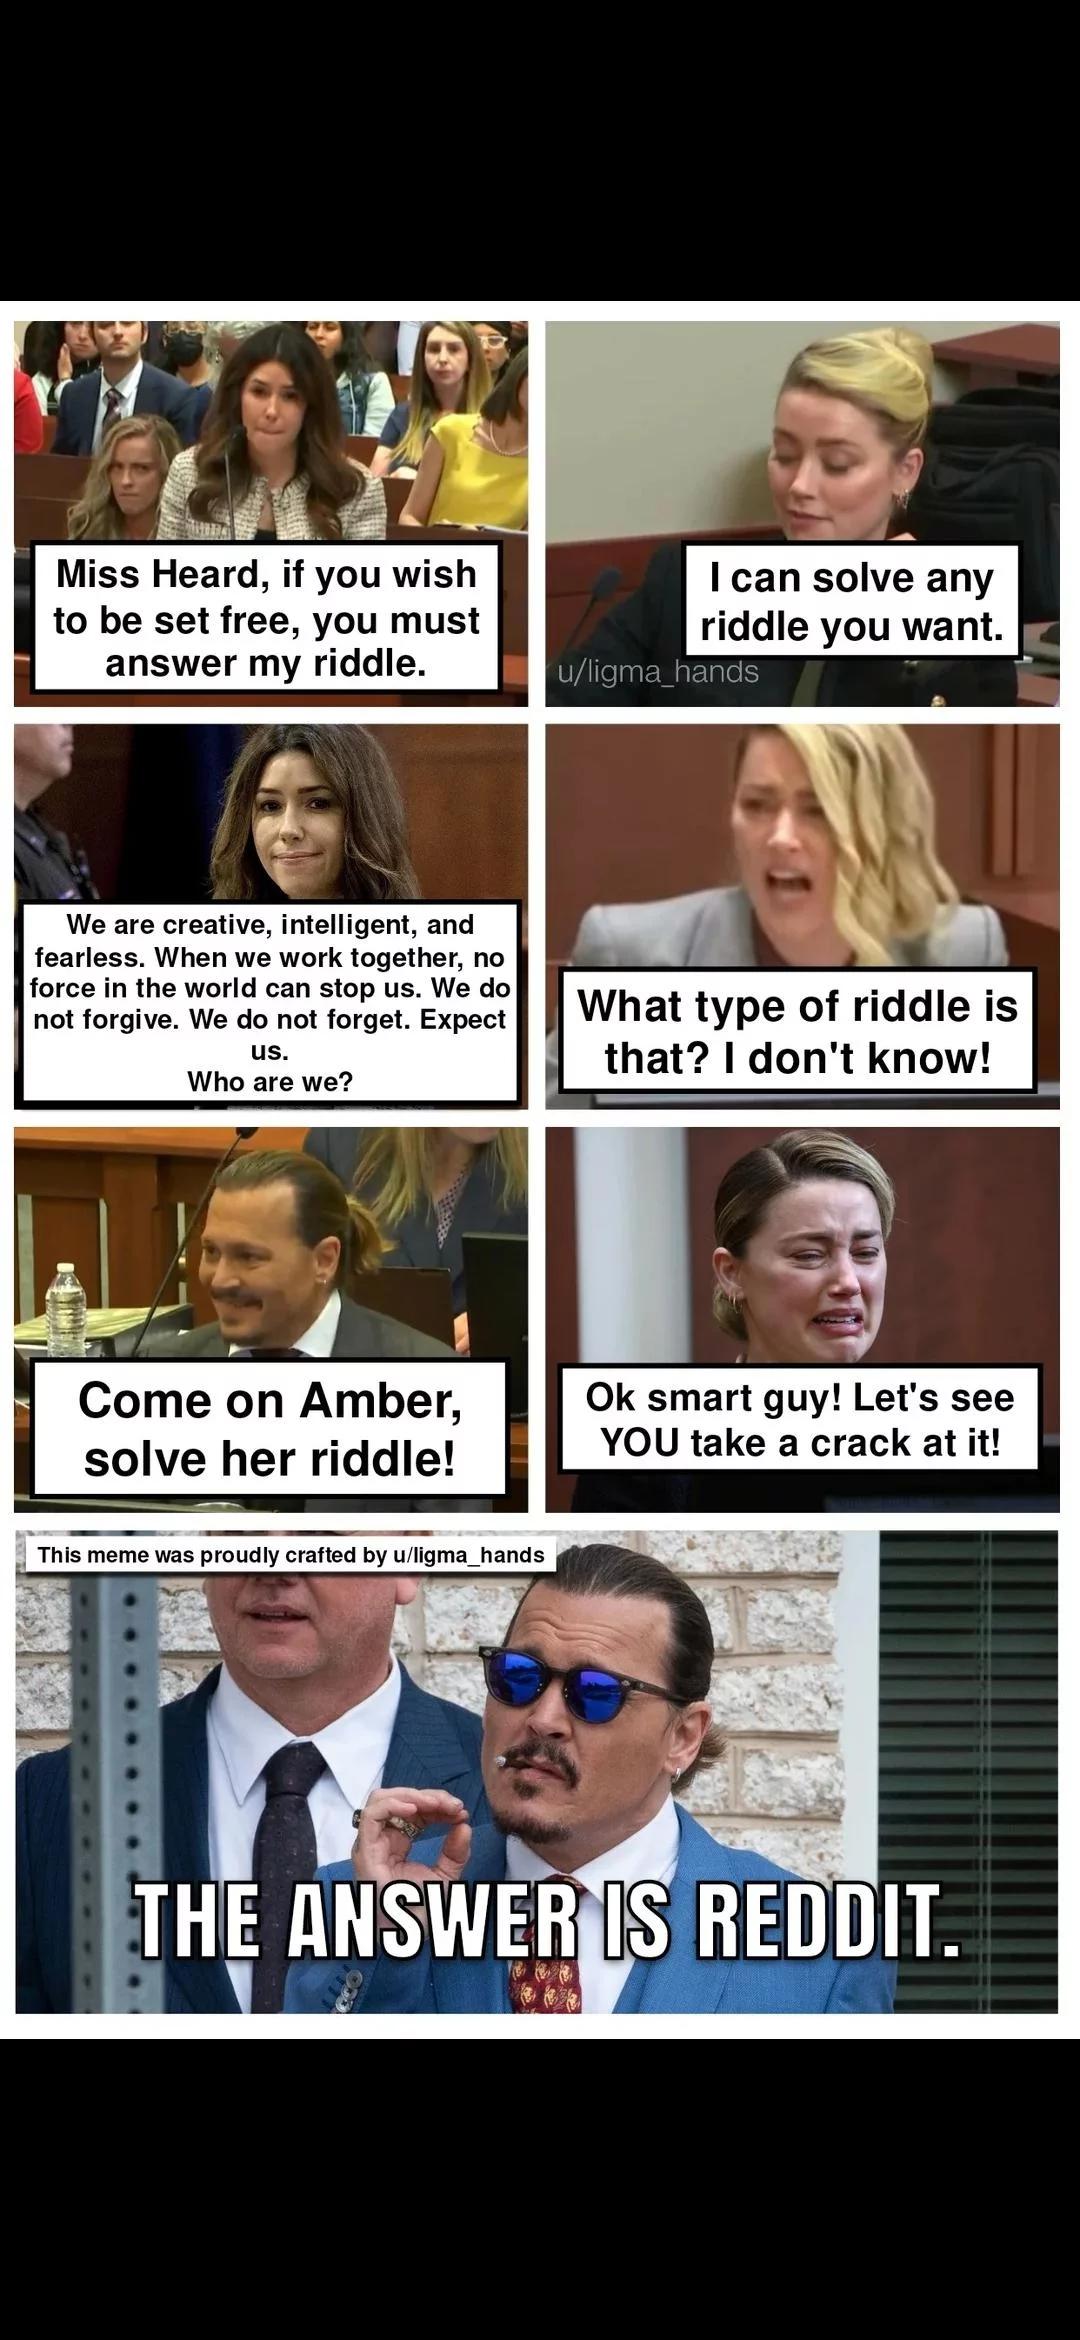 Miss Heard, if you wish
to be set free, you must
answer my riddle.
I can solve any
riddle you want.
u/ligma_hands
We are creative, intelligent, and
fearless. When we work together, no
force in the world can stop us. We do
not forgive. We do not forget. Expect
us.
Who are we?
What type of riddle is
that? I don't know!
Come on Amber,
solve her riddle!
Ok smart guy! Let's see
YOU take a crack at it!
This meme was proudly crafted by u/ligma_hands
THE ANSWER IS REDDIT.